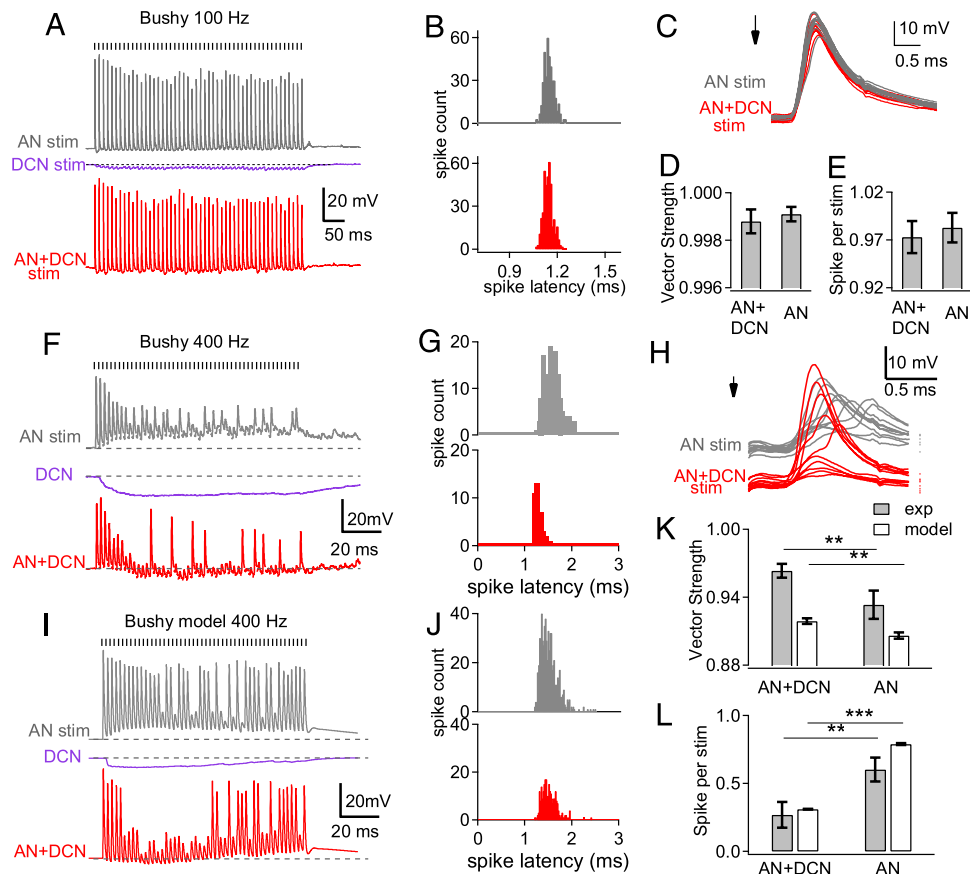 A
Bushy 100 Hz
AN stim
DCN stim
AN+DCN
stim
20 mV
50 ms
B
spike count
60
30
0
spike count
60
30
0
0.9
1.2
1.5
spike latency (ms)
C
10 mV
0.5 ms
AN stim
AN+DCN
stim
D
Vector Strength
1.000
0.998
0.996
AN+
DCN
AN
E
Spike per stim
1.02
0.97
0.92
AN+
DCN
AN
F
Bushy 400 Hz
AN stim
DCN
AN+DCN
20mV
20 ms
G
spike count
20
10
0
20
10
0
0
1
2
3
spike latency (ms)
H
10 mV
0.5 ms
AN stim
AN+DCN
stim
exp
model
I
Bushy model 400 Hz
AN stim
DCN
AN+DCN
20mV
20 ms
J
spike count
40
20
0
40
20
0
0
1
2
3
spike latency (ms)
K
Vector Strength
1.00
0.94
0.88
**
**
AN+DCN
AN
L
Spike per stim
1.0
0.5
0.0
***
**
AN+DCN
AN